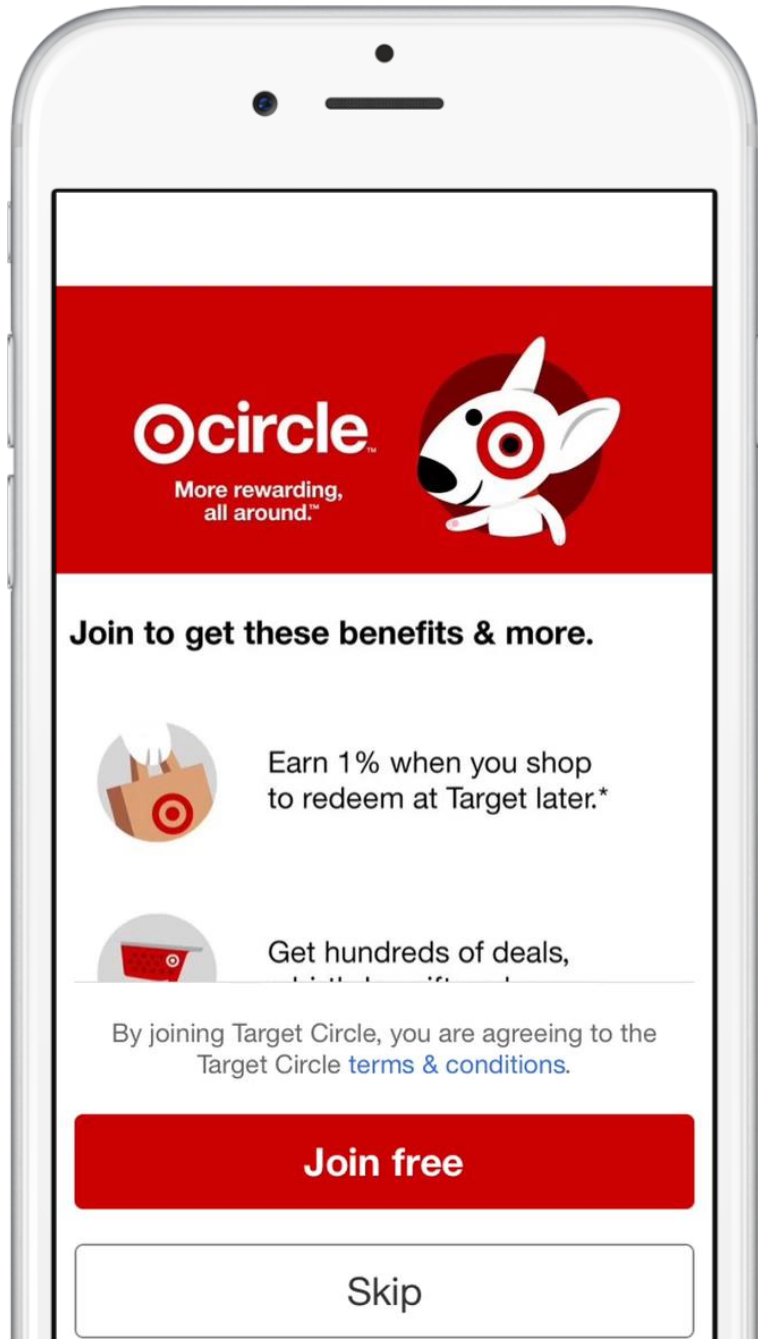 circle™
More rewarding,
all around.™
Join to get these benefits & more.
Earn 1% when you shop
to redeem at Target later.*
Get hundreds of deals,
By joining Target Circle, you are agreeing to the
Target Circle terms & conditions.
Join free
Skip